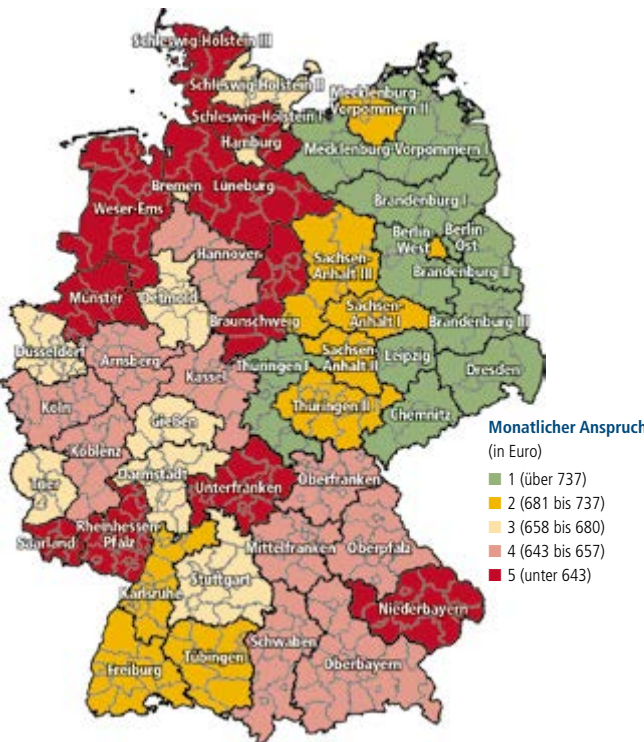 Schleswig-Holstein III
Schleswig-Holstein II
Mecklenburg-
Vorpommern II
Schleswig-Holstein I
Hamburg
Mecklenburg-Vorpommern I
Bremen
Lüneburg
Brandenburg I
Weser-Ems
Berlin-
West
Berlin-
Ost
Hannover
Sachsen-
Anhalt III
Brandenburg II
Münster
Detmold
Braunschweig
Sachsen-
Anhalt I
Brandenburg III
Düsseldorf
Arnsberg
Kassel
Thüringen I
Sachsen-
Anhalt II
Leipzig
Dresden
Köln
Gießen
Thüringen II
Chemnitz
Koblenz
Monatlicher Anspruch
(in Euro)
1 (über 737)
2 (681 bis 737)
3 (658 bis 680)
4 (643 bis 657)
5 (unter 643)
Trier
Darmstadt
Unterfranken
Oberfranken
Saarland
Rheinhessen-
Pfalz
Mittelfranken
Oberpfalz
Karlsruhe
Stuttgart
Niederbayern
Freiburg
Tübingen
Schwaben
Oberbayern